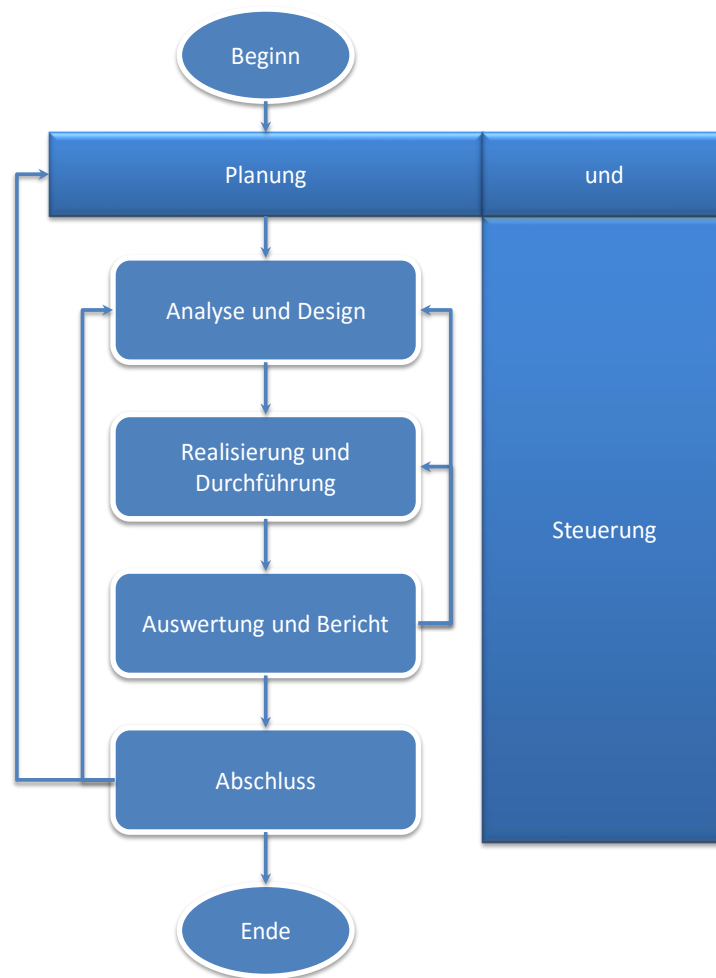 Beginn
Planung
und
Analyse und Design
Realisierung und
Durchführung
Steuerung
Auswertung und Bericht
Abschluss
Ende